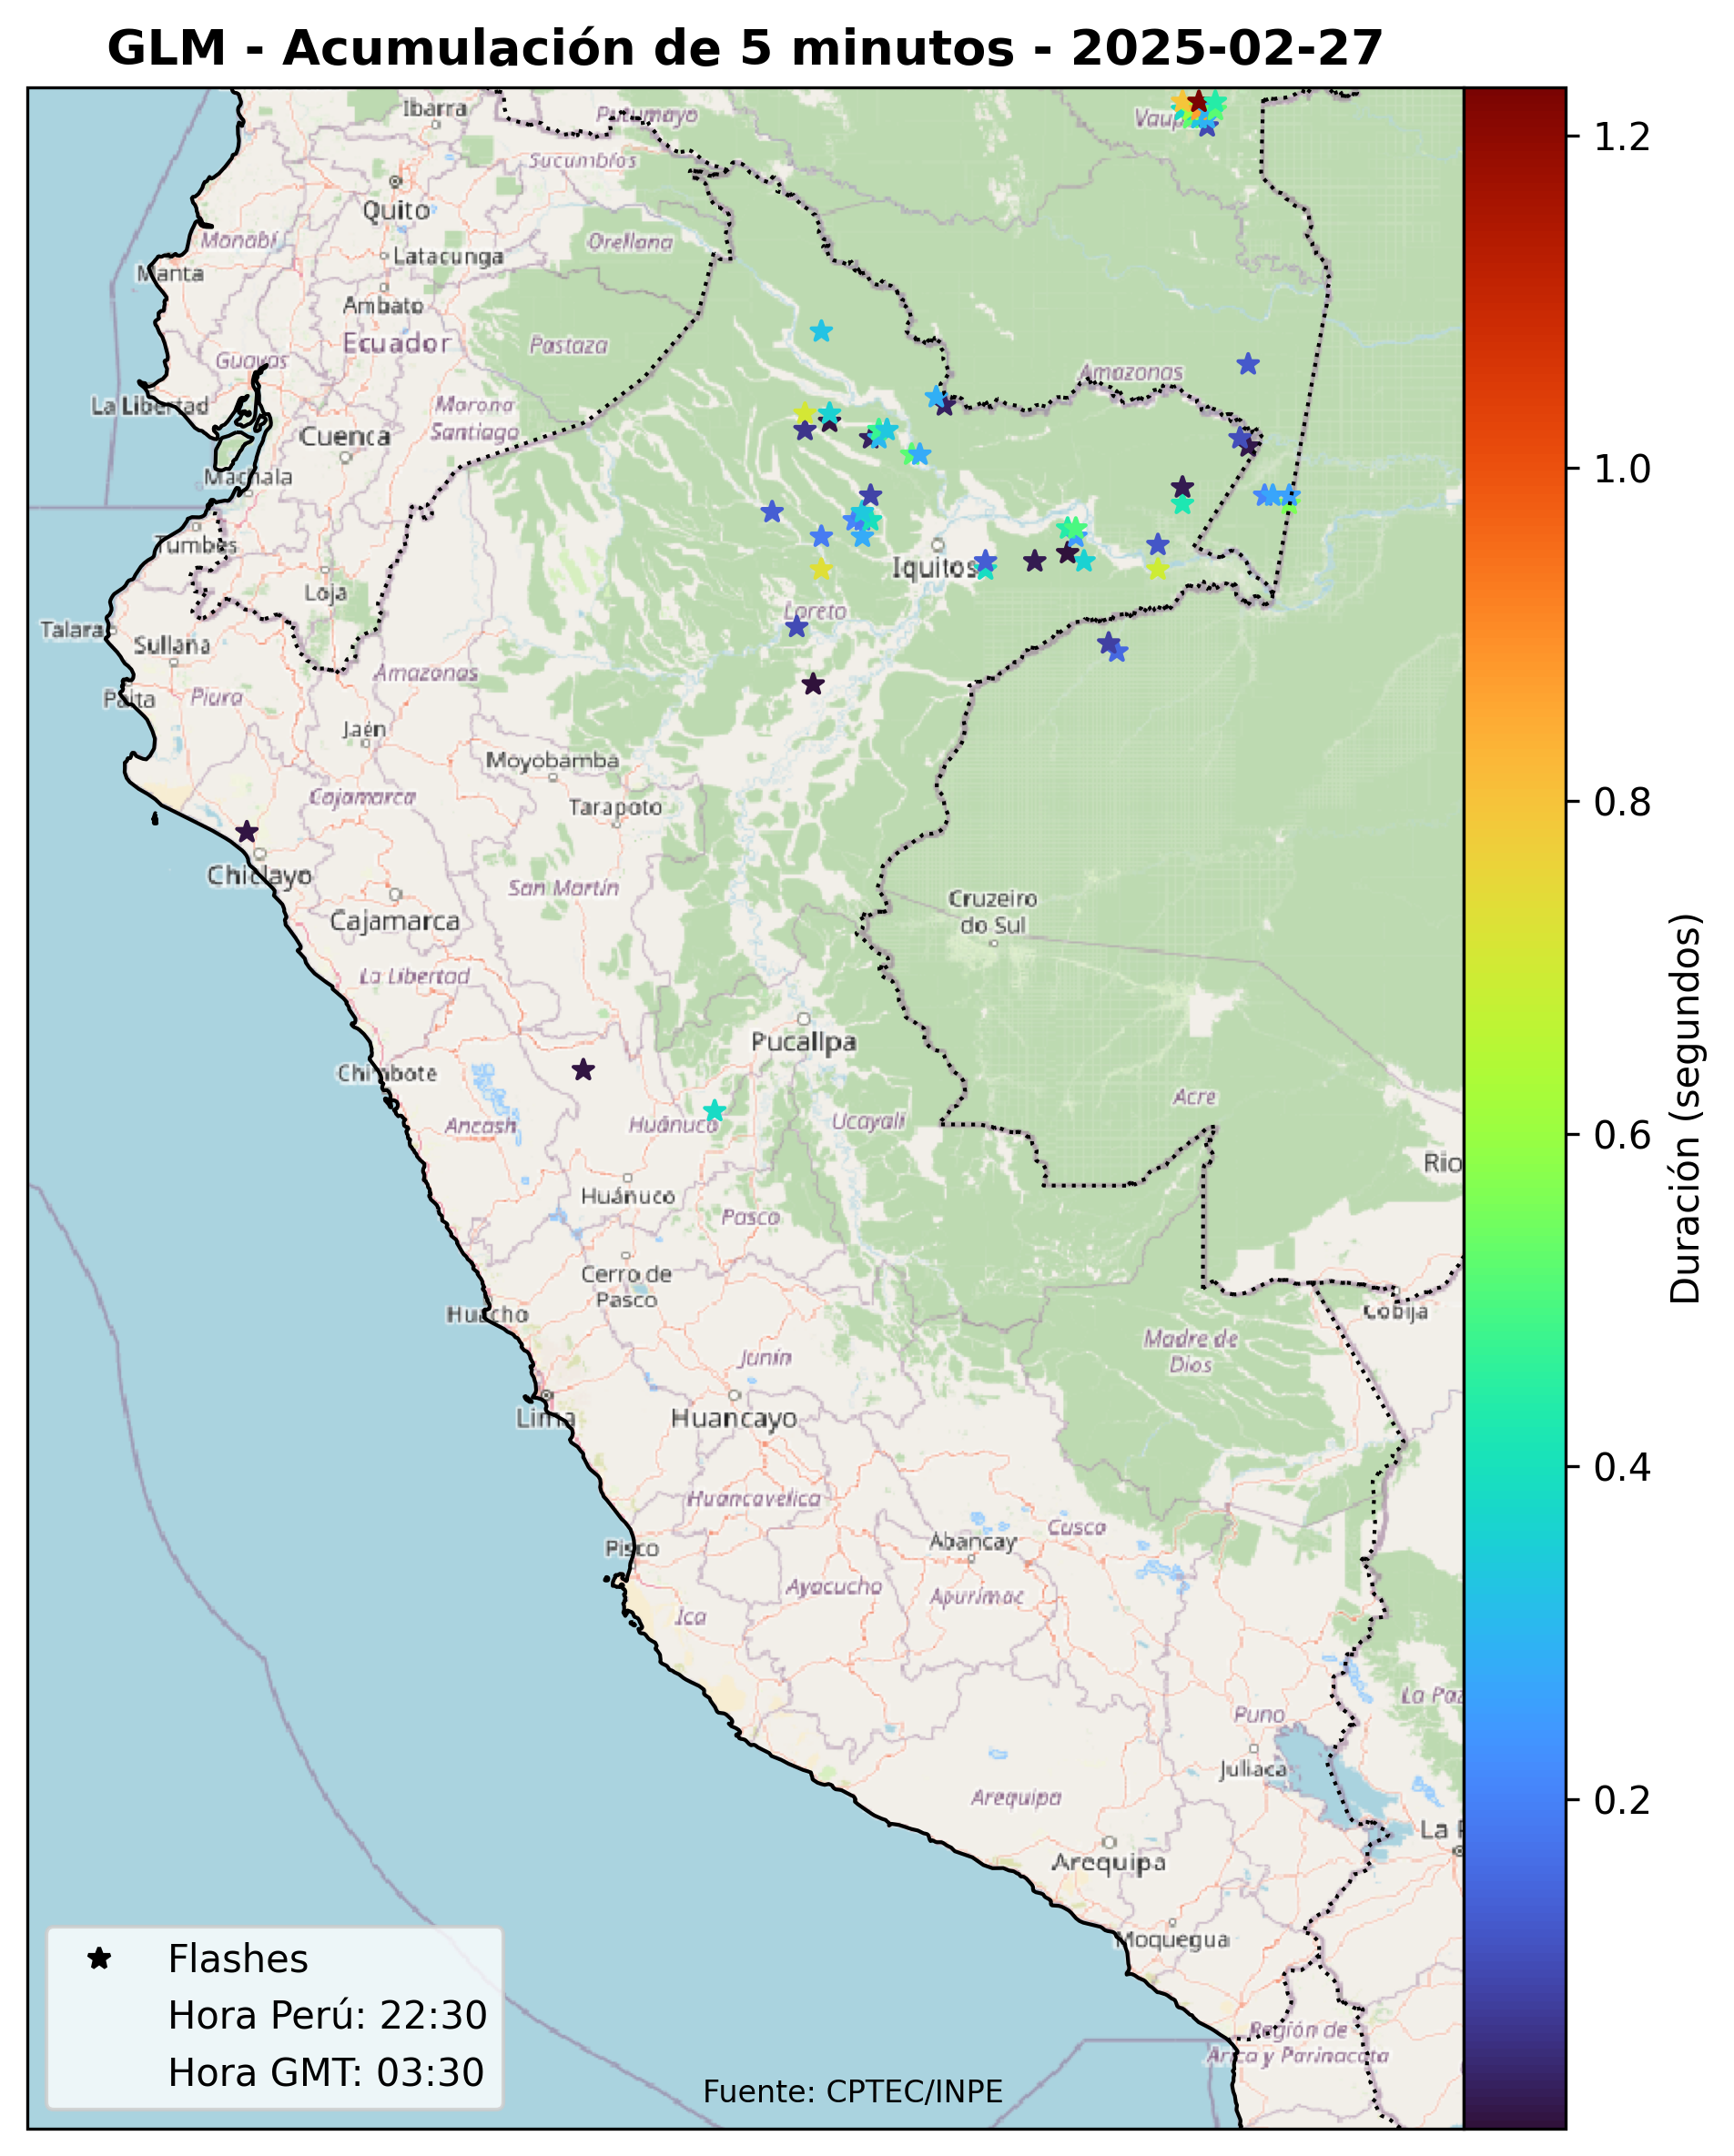 GLM - Acumulación de 5 minutos - 2025-02-27
Ibarra
Putumayo
Vaup
Sucumbíos
Quito
Manabí
Orellana
Latacunga
Manta
Ambato
Ecuador
Pastaza
Guayas
Amazonas
La Libertad
Morona
Santiago
Cuenca
Machala
Tumbes
Iquitos
Loja
Loreto
Talara
Sullana
Amazonas
Paita
Piura
Jaén
Moyobamba
Cajamarca
Tarapoto
Chiclayo
San Martín
Cruzeiro
do Sul
Cajamarca
La Libertad
Pucallpa
Chimbote
Acre
Ancash
Huánuco
Ucayali
Rio
Huánuco
Pasco
Cerro de
Pasco
Huacho
Cobija
Madre de
Dios
Junín
Lima
Huancayo
Huancavelica
Cusco
Abancay
Pisco
Ayacucho
Apurímac
Ica
La Paz
Puno
Juliaca
Arequipa
La P
Arequipa
Moquegua
Región de
Arica y Parinacota
Flashes
Hora Perú: 22:30
Hora GMT: 03:30
Fuente: CPTEC/INPE
1.2
1.0
0.8
0.6
0.4
0.2
Duración (segundos)